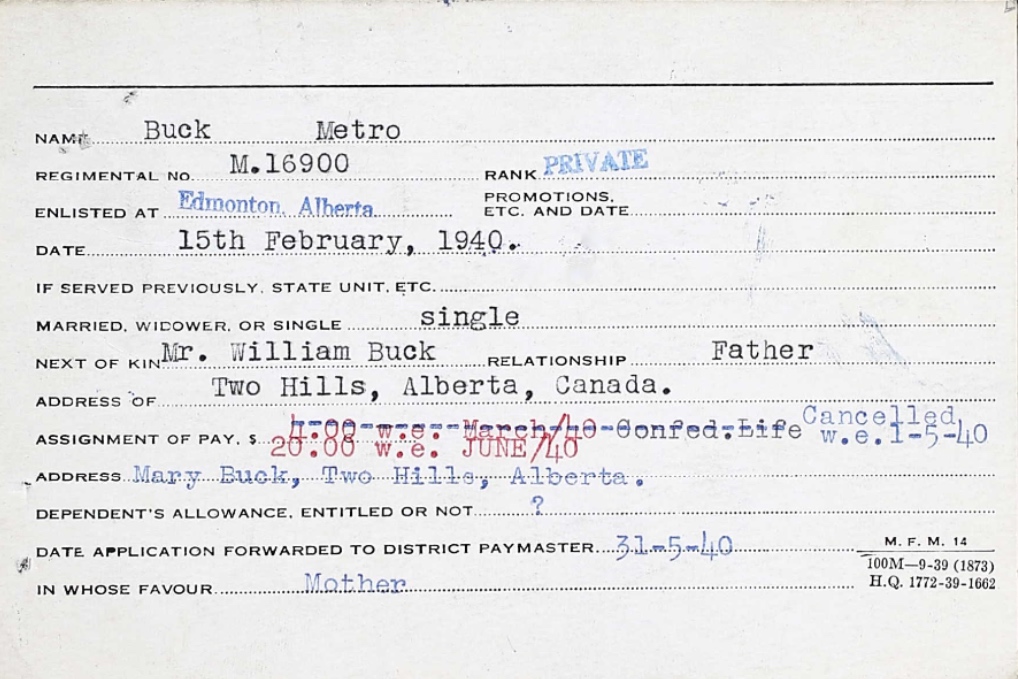 NAME Buck Metro
REGIMENTAL No. M.16900 RANK PRIVATE
ENLISTED AT Edmonton, Alberta PROMOTIONS, ETC. AND DATE
DATE 15th February, 1940.
IF SERVED PREVIOUSLY, STATE UNIT, ETC.
MARRIED, WIDOWER, OR SINGLE single
NEXT OF KIN Mr. William Buck RELATIONSHIP Father
ADDRESS OF Two Hills, Alberta, Canada.
ASSIGNMENT OF PAY, $ 4.00 w.e. March/40 Confed.Life Cancelled w.e.1-5-40
20.00 w.e. JUNE/40
ADDRESS Mary Buck, Two Hills, Alberta.
DEPENDENT'S ALLOWANCE, ENTITLED OR NOT ?
DATE APPLICATION FORWARDED TO DISTRICT PAYMASTER 31-5-40
IN WHOSE FAVOUR Mother
M. F. M. 14
100M—9-39 (1873)
H.Q. 1772-39-1662